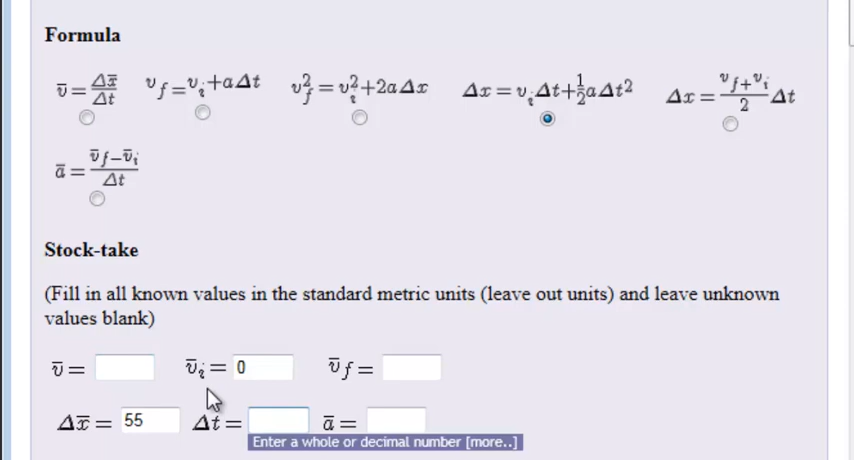 Formula
v̄ = Δx̄/Δt v_f = v_i + aΔt v_f² = v_i² + 2aΔx Δx = v_iΔt + ½aΔt² Δx = (v_f + v_i)/2 Δt
ā = (v̄_f − v̄_i)/Δt
Stock-take
(Fill in all known values in the standard metric units (leave out units) and leave unknown
values blank)
v̄ = v̄_i = 0 v̄_f =
Δx̄ = 55 Δt = ā =
Enter a whole or decimal number [more..]